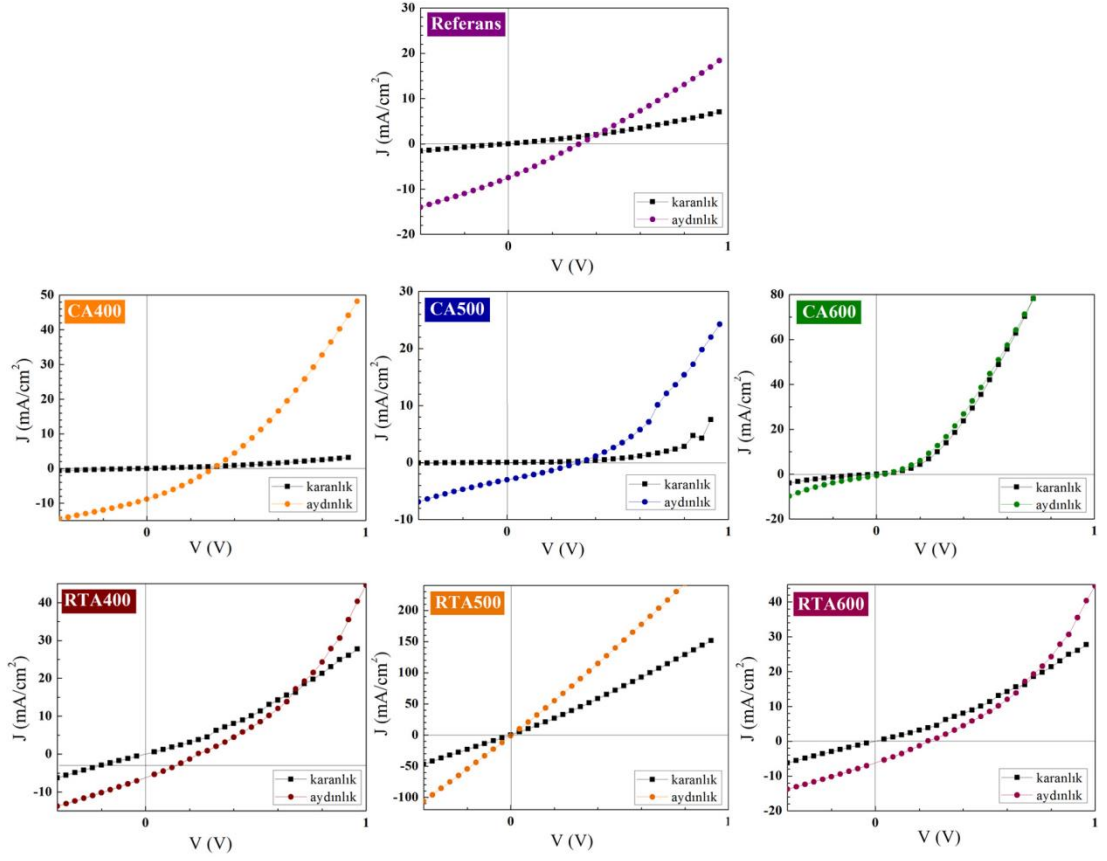 Referans
30
20
10
0
-10
-20
J (mA/cm²)
karanlık
aydınlık
0
1
V (V)
CA400
50
40
30
20
10
0
-10
J (mA/cm²)
karanlık
aydınlık
0
1
V (V)
CA500
30
20
10
0
-10
J (mA/cm²)
karanlık
aydınlık
0
1
V (V)
CA600
80
60
40
20
0
-20
J (mA/cm²)
karanlık
aydınlık
0
1
V (V)
RTA400
40
30
20
10
0
-10
J (mA/cm²)
karanlık
aydınlık
0
1
V (V)
RTA500
200
150
100
50
0
-50
-100
J (mA/cm²)
karanlık
aydınlık
0
1
V (V)
RTA600
40
30
20
10
0
-10
-20
J (mA/cm²)
karanlık
aydınlık
0
1
V (V)